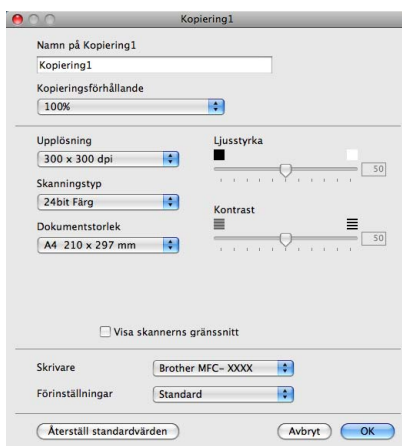 Kopiering1
Namn på Kopiering1
Kopiering1
Kopieringsförhållande
100%
Upplösning
300 x 300 dpi
Skanningstyp
24bit Färg
Dokumentstorlek
A4 210 x 297 mm
Ljusstyrka
50
Kontrast
50
Visa skannerns gränssnitt
Skrivare
Brother MFC- XXXX
Förinställningar
Standard
Återställ standardvärden
Avbryt
OK